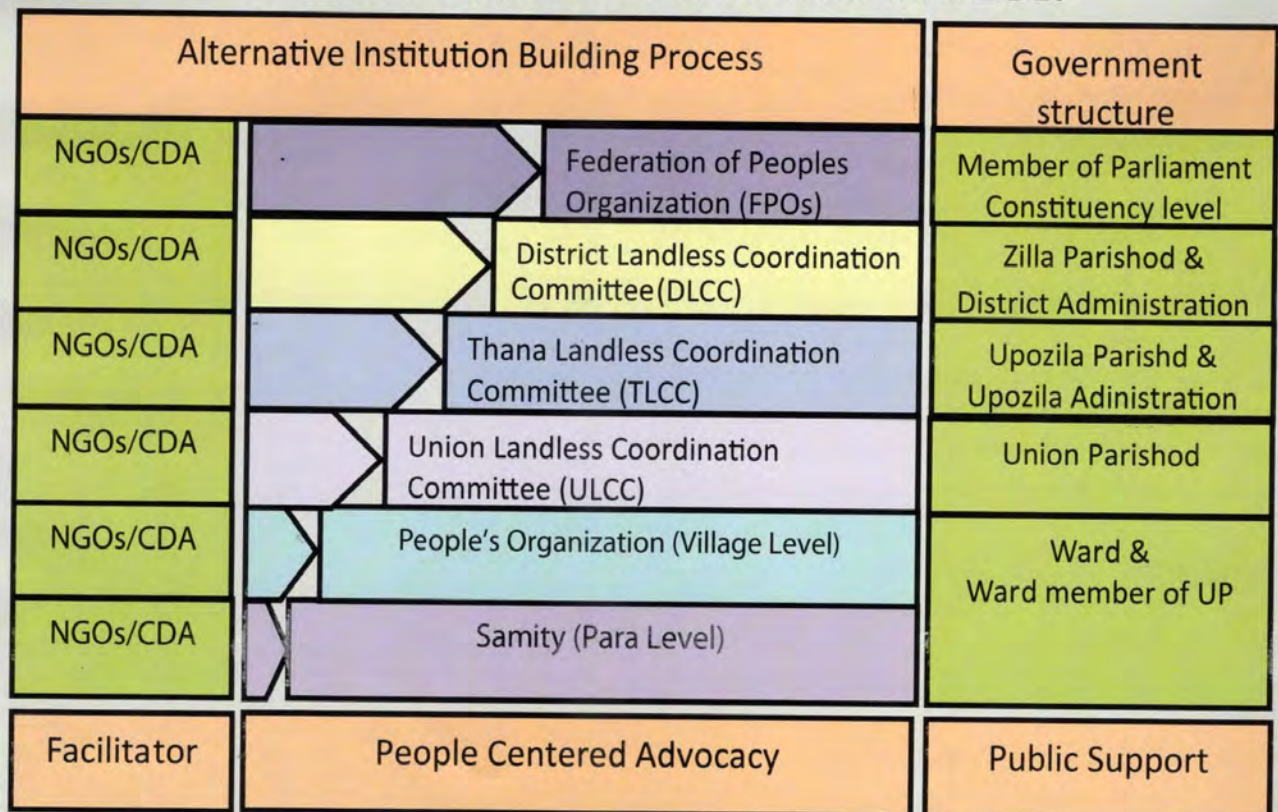 Alternative Institution Building Process
Government
structure
NGOs/CDA
Federation of Peoples
Organization (FPOs)
Member of Parliament
Constituency level
NGOs/CDA
District Landless Coordination
Committee (DLCC)
Zilla Parishod &
District Administration
NGOs/CDA
Thana Landless Coordination
Committee (TLCC)
Upozila Parishd &
Upozila Adinistration
NGOs/CDA
Union Landless Coordination
Committee (ULCC)
Union Parishod
NGOs/CDA
People's Organization (Village Level)
Ward &
Ward member of UP
NGOs/CDA
Samity (Para Level)
Facilitator
People Centered Advocacy
Public Support